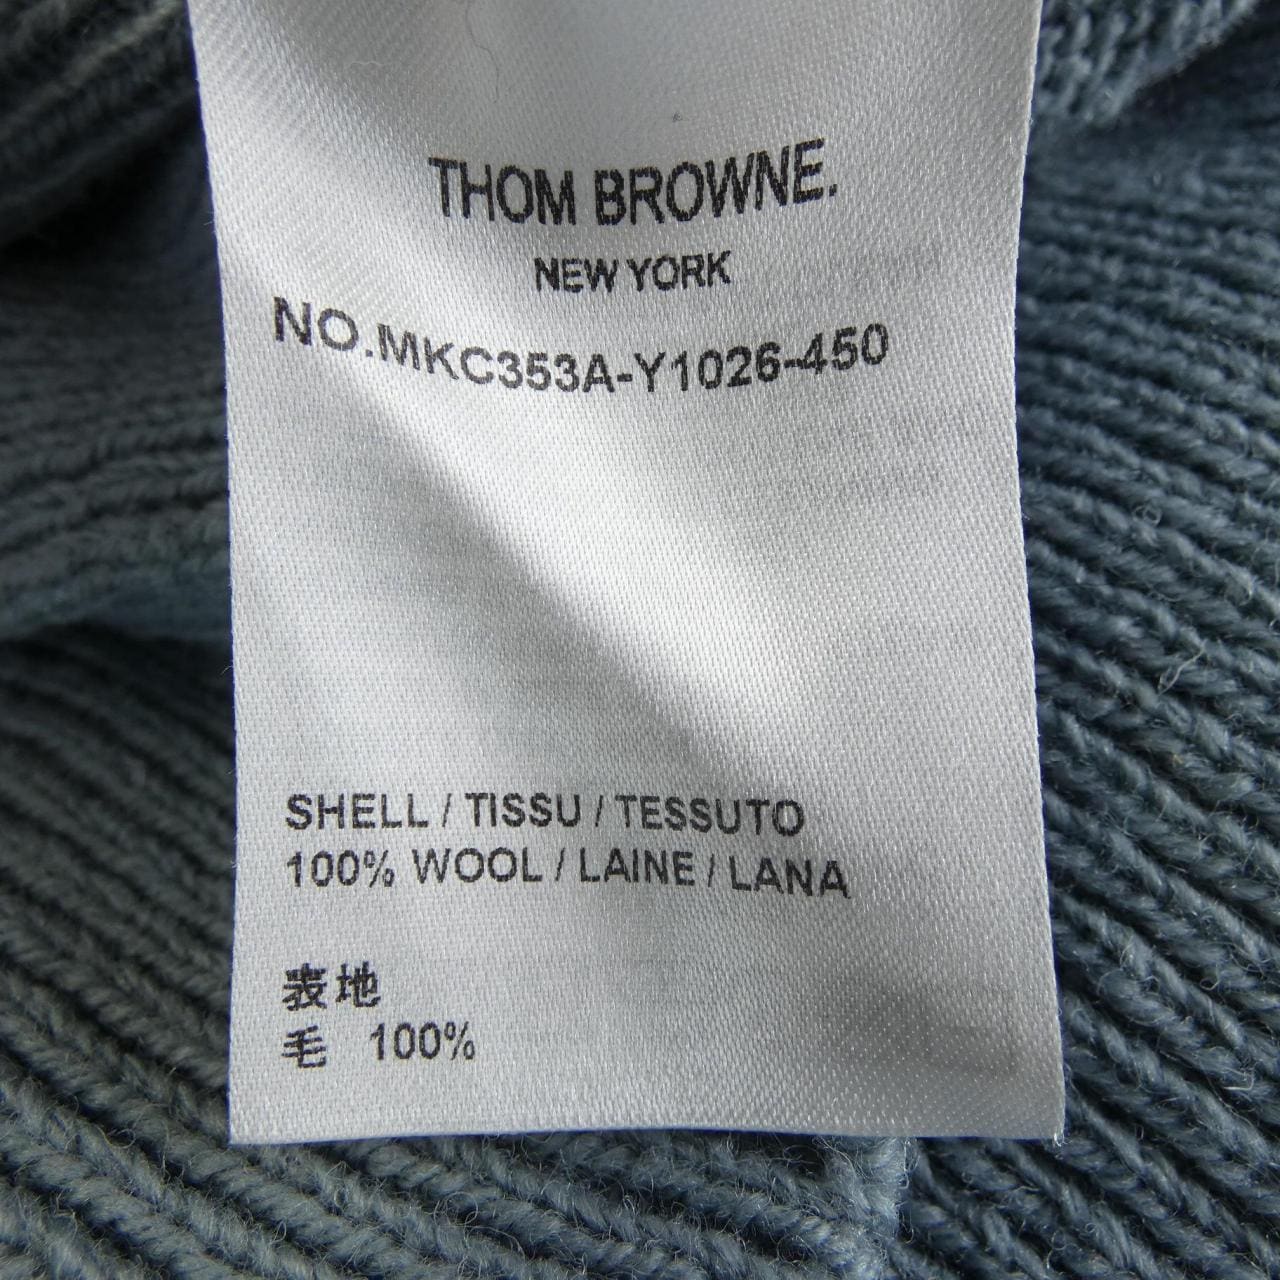 THOM BROWNE.
NEW YORK
NO.MKC353A-Y1026-450
SHELL / TISSU / TESSUTO
100% WOOL / LAINE / LANA
表地
毛 100%